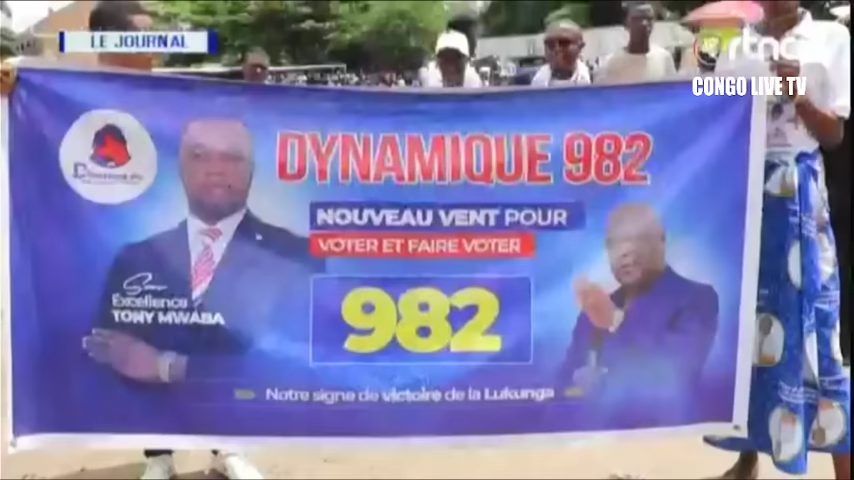 LE JOURNAL
rtnc
CONGO LIVE TV
DYNAMIQUE 982
NOUVEAU VENT POUR
VOTER ET FAIRE VOTER
982
Son
Excellence
TONY MWABA
Notre signe de victoire de la Lukunga